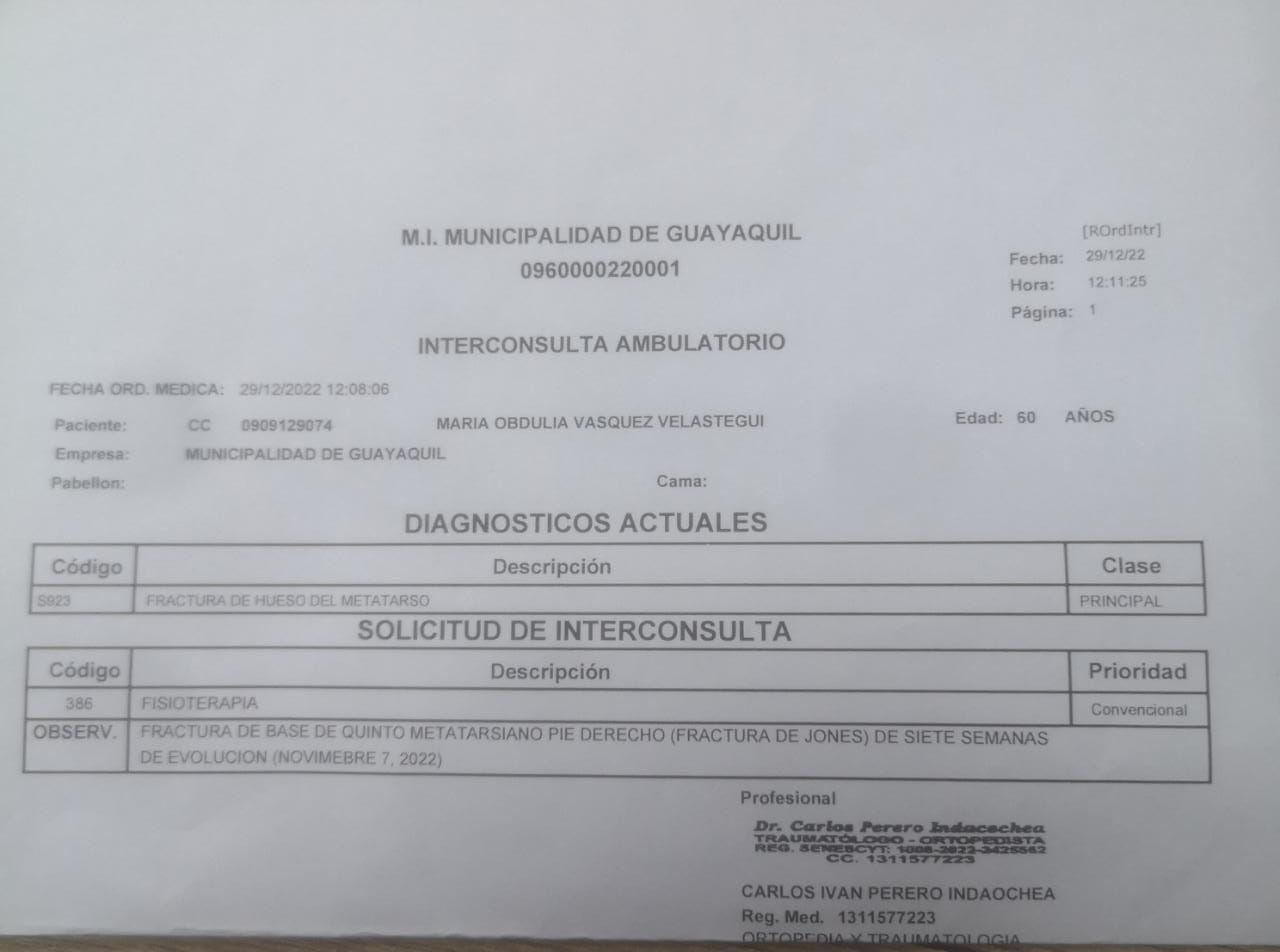 [ROrdIntr]
M.I. MUNICIPALIDAD DE GUAYAQUIL
0960000220001
Fecha: 29/12/22
Hora: 12:11:25
Página: 1
INTERCONSULTA AMBULATORIO
FECHA ORD. MEDICA: 29/12/2022 12:08:06
Paciente: CC 0909129074 MARIA OBDULIA VASQUEZ VELASTEGUI Edad: 60 AÑOS
Empresa: MUNICIPALIDAD DE GUAYAQUIL
Pabellon: Cama:
DIAGNOSTICOS ACTUALES
Código Descripción Clase
S923 FRACTURA DE HUESO DEL METATARSO PRINCIPAL
SOLICITUD DE INTERCONSULTA
Código Descripción Prioridad
386 FISIOTERAPIA Convencional
OBSERV. FRACTURA DE BASE DE QUINTO METATARSIANO PIE DERECHO (FRACTURA DE JONES) DE SIETE SEMANAS
DE EVOLUCION (NOVIMEBRE 7, 2022)
Profesional
Dr. Carlos Perero Indacochea
TRAUMATÓLOGO - ORTOPEDISTA
REG. SENESCYT:
CC. 1311577223
CARLOS IVAN PERERO INDAOCHEA
Reg. Med. 1311577223
ORTOPEDIA Y TRAUMATOLOGIA